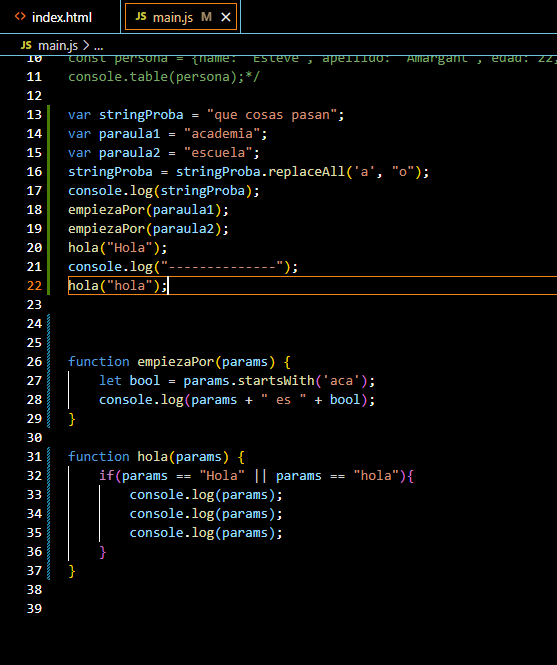 index.html
JS main.js M ×
JS main.js > ...
10 const persona = {name: "Esteve", apellido: "Amargant", edad: 22,
11 console.table(persona);*/
12
13 var stringProba = "que cosas pasan";
14 var paraula1 = "academia";
15 var paraula2 = "escuela";
16 stringProba = stringProba.replaceAll('a', "o");
17 console.log(stringProba);
18 empiezaPor(paraula1);
19 empiezaPor(paraula2);
20 hola("Hola");
21 console.log("--------------");
22 hola("hola");
23
24
25
26 function empiezaPor(params) {
27     let bool = params.startsWith('aca');
28     console.log(params + " es " + bool);
29 }
30
31 function hola(params) {
32     if(params == "Hola" || params == "hola"){
33         console.log(params);
34         console.log(params);
35         console.log(params);
36     }
37 }
38
39